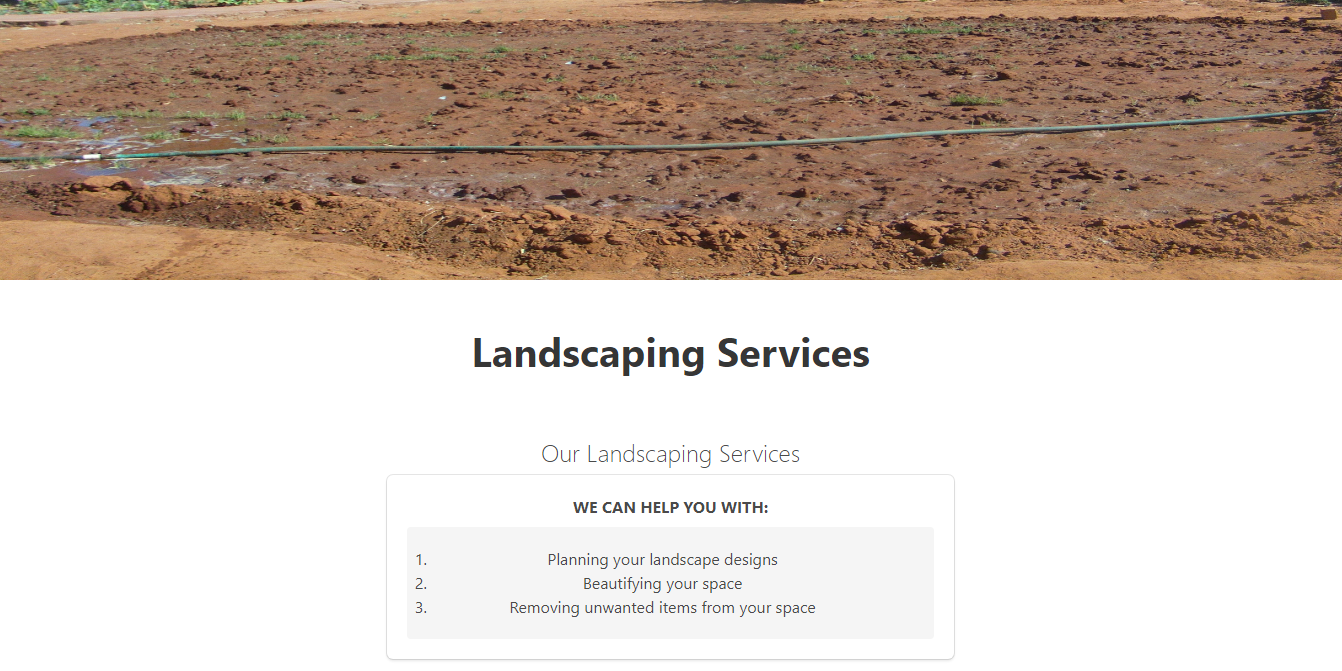 Landscaping Services
Our Landscaping Services
WE CAN HELP YOU WITH:
1. Planning your landscape designs
2. Beautifying your space
3. Removing unwanted items from your space